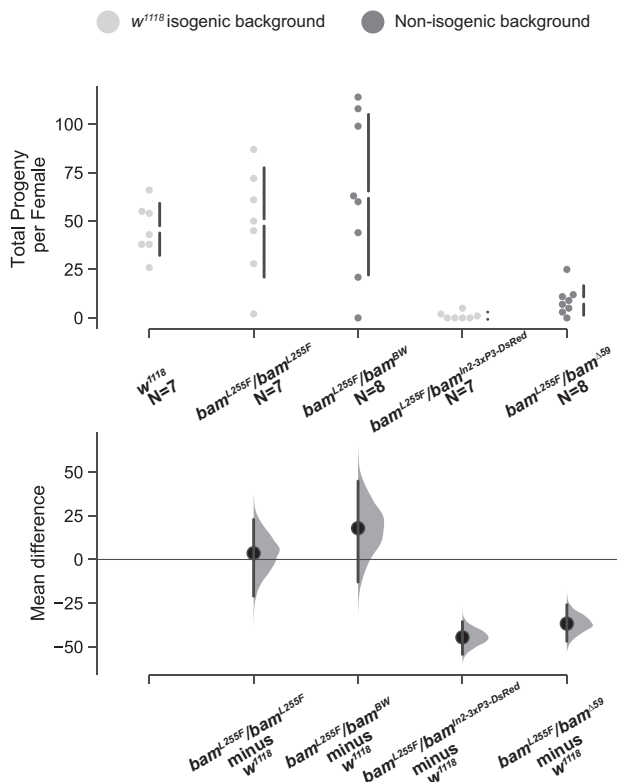 w1118 isogenic background Non-isogenic background
Total Progeny
per Female
100
75
50
25
0
w1118
N=7
bamL255F/bamL255F
N=7
bamL255F/bamBW
N=8
bamL255F/bamIn2-3xP3-DsRed
N=7
bamL255F/bamΔ59
N=8
Mean difference
50
25
0
−25
−50
bamL255F/bamL255F
minus
w1118
bamL255F/bamBW
minus
w1118
bamL255F/bamIn2-3xP3-DsRed
minus
w1118
bamL255F/bamΔ59
minus
w1118